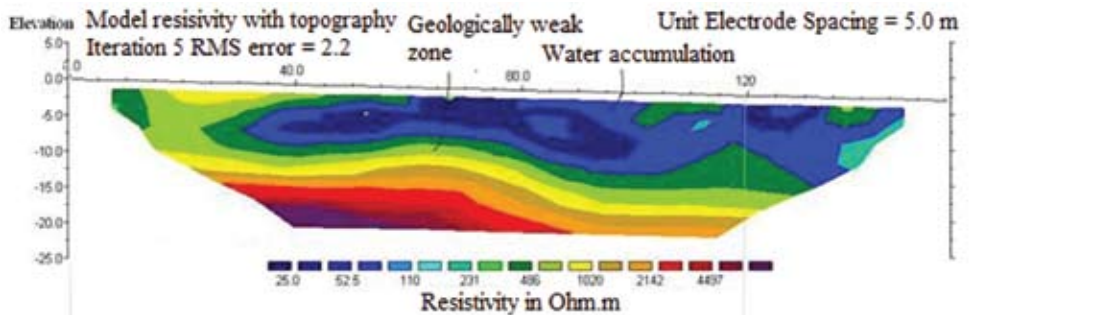 Elevation
Model resisivity with topography
Geologically weak
zone
Unit Electrode Spacing = 5.0 m
Iteration 5 RMS error = 2.2
Water accumulation
5.0
0.0
-5.0
-10.0
-15.0
-20.0
-25.0
0.0
40.0
80.0
120
25.0 52.5 110 231 486 1020 2142 4497
Resistivity in Ohm.m